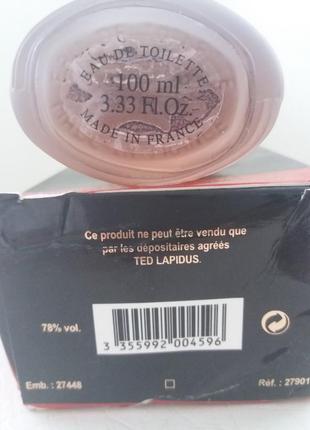 EAU DE TOILETTE
100 ml
3.33 Fl.Oz.
MADE IN FRANCE
Ce produit ne peut être vendu que
par les dépositaires agréés
TED LAPIDUS.
78% vol.
3 355992 004596
Emb. : 27448
Réf. : 27901